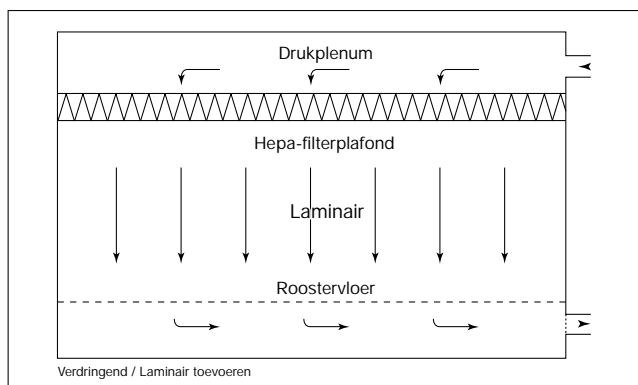 Drukplenum
Hepa-filterplafond
Laminair
Roostervloer
Verdringend / Laminair toevoeren